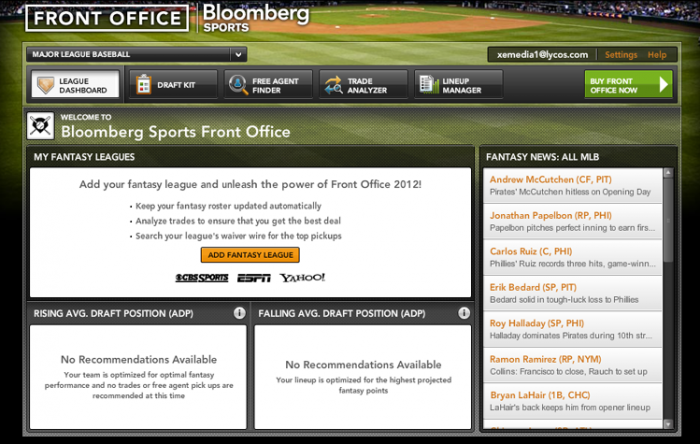 FRONT OFFICE
Bloomberg
SPORTS
MAJOR LEAGUE BASEBALL
xemedia1@lycos.com
Settings
Help
LEAGUE
DASHBOARD
DRAFT KIT
FREE AGENT
FINDER
TRADE
ANALYZER
LINEUP
MANAGER
BUY FRONT
OFFICE NOW
WELCOME TO
Bloomberg Sports Front Office
MY FANTASY LEAGUES
Add your fantasy league and unleash the power of Front Office 2012!
• Keep your fantasy roster updated automatically
• Analyze trades to ensure that you get the best deal
• Search your league's waiver wire for the top pickups
ADD FANTASY LEAGUE
CBSSPORTS
ESPN
YAHOO!
RISING AVG. DRAFT POSITION (ADP)
i
No Recommendations Available
Your team is optimized for optimal fantasy
performance and no trades or free agent pick ups are
recommended at this time
FALLING AVG. DRAFT POSITION (ADP)
i
No Recommendations Available
Your lineup is optimized for the highest projected
fantasy points
FANTASY NEWS: ALL MLB
Andrew McCutchen (CF, PIT)
Pirates' McCutchen hitless on Opening Day
Jonathan Papelbon (RP, PHI)
Papelbon pitches perfect inning to earn firs...
Carlos Ruiz (C, PHI)
Phillies' Ruiz records three hits, game-winn...
Erik Bedard (SP, PIT)
Bedard solid in tough-luck loss to Phillies
Roy Halladay (SP, PHI)
Halladay dominates Pirates during 10th str...
Ramon Ramirez (RP, NYM)
Collins: Francisco to close, Rauch to set up
Bryan LaHair (1B, CHC)
LaHair's back keeps him from opener lineup